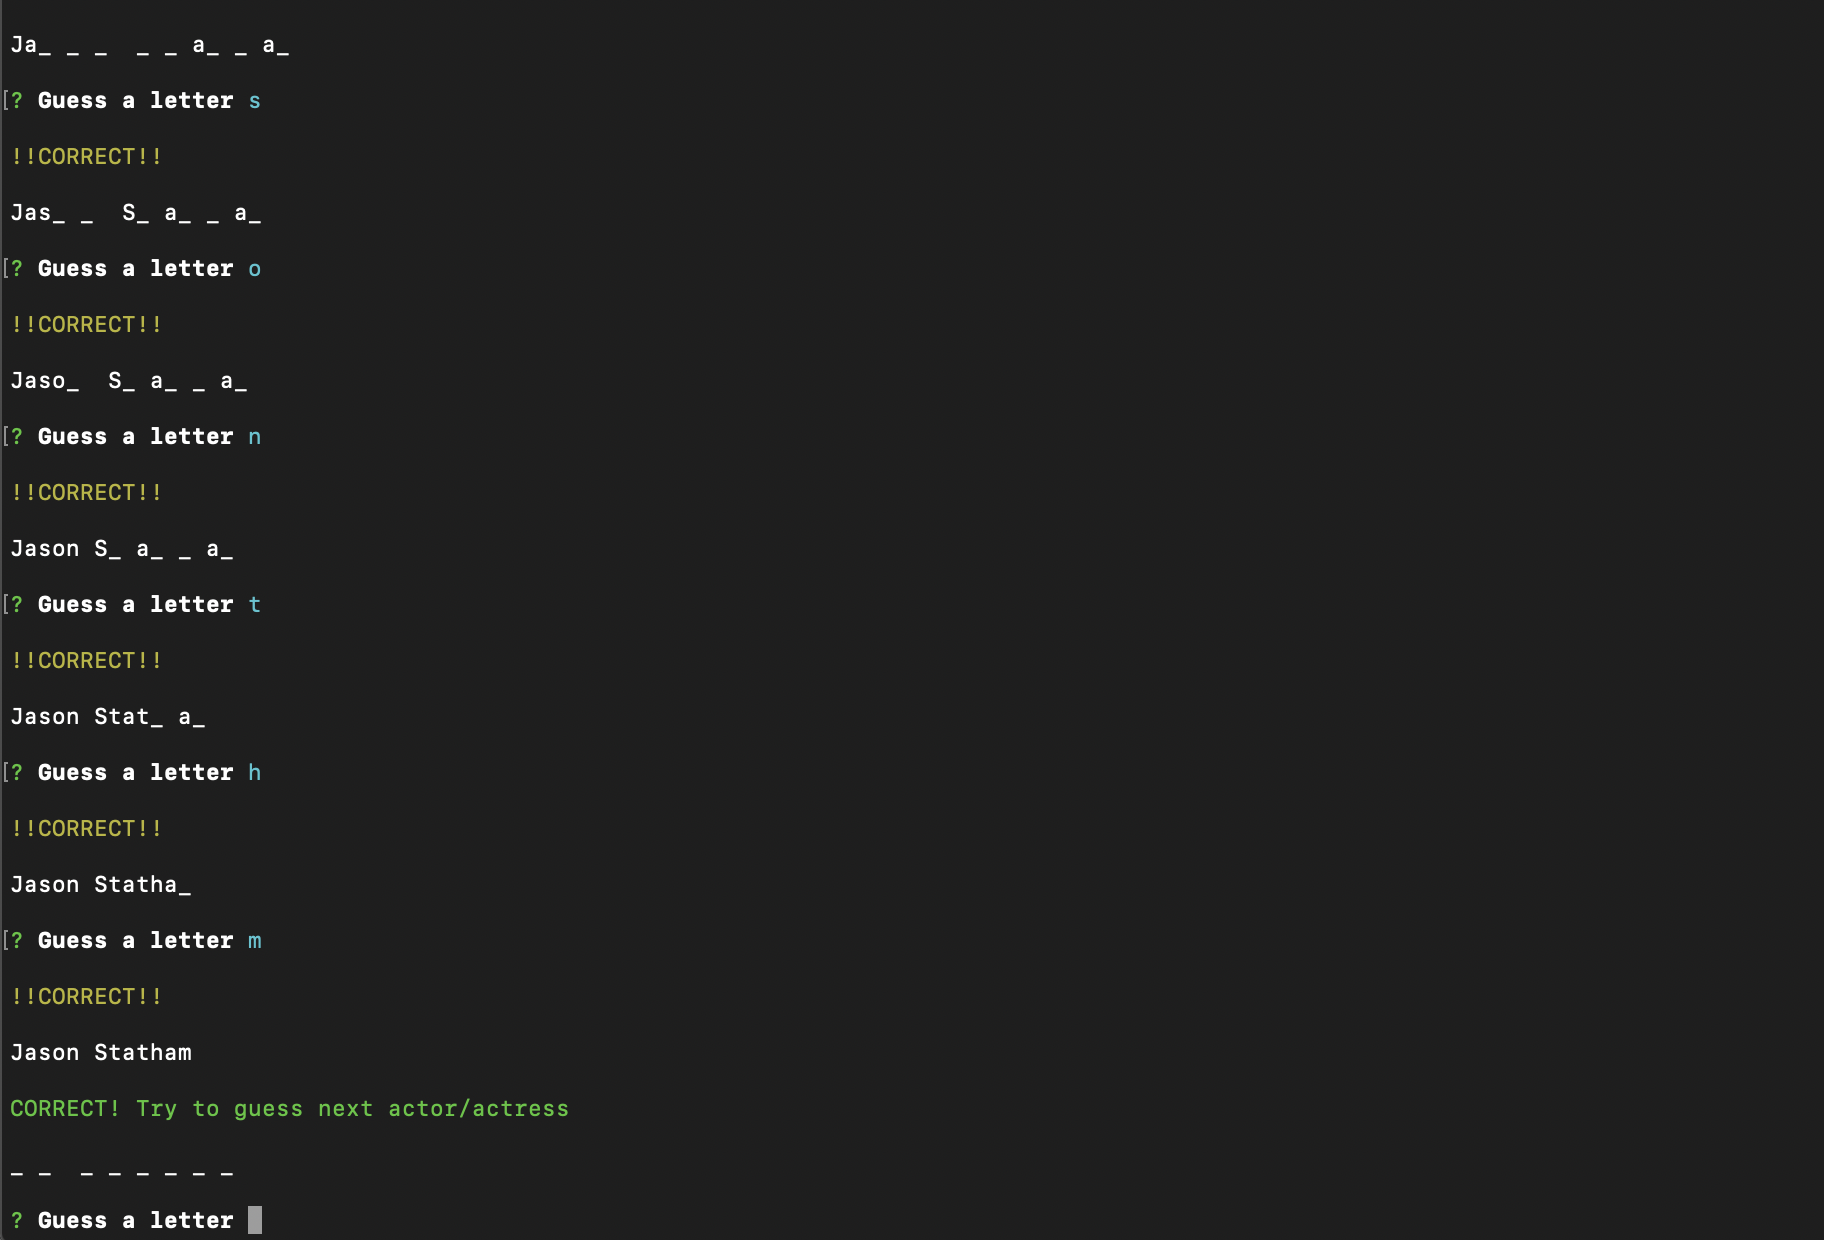 Ja_ _ _  _ _ a_ _ a_
[? Guess a letter s
!!CORRECT!!
Jas_ _  S_ a_ _ a_
[? Guess a letter o
!!CORRECT!!
Jaso_  S_ a_ _ a_
[? Guess a letter n
!!CORRECT!!
Jason S_ a_ _ a_
[? Guess a letter t
!!CORRECT!!
Jason Stat_ a_
[? Guess a letter h
!!CORRECT!!
Jason Statha_
[? Guess a letter m
!!CORRECT!!
Jason Statham
CORRECT! Try to guess next actor/actress
_ _  _ _ _ _ _ _
? Guess a letter